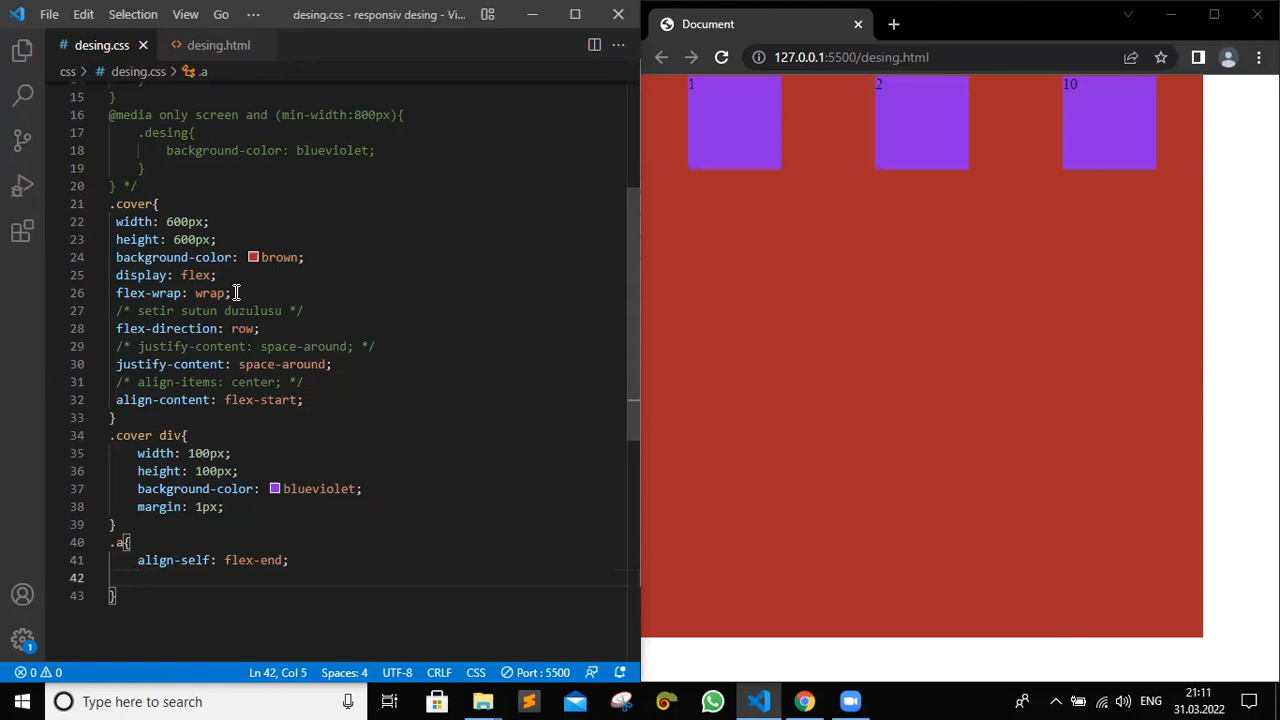 File Edit Selection View Go ··· desing.css - responsiv desing - Vi...
desing.css desing.html
css > desing.css > .a
15 }
16 @media only screen and (min-width:800px){
17 .desing{
18 background-color: blueviolet;
19 }
20 } */
21 .cover{
22 width: 600px;
23 height: 600px;
24 background-color: brown;
25 display: flex;
26 flex-wrap: wrap;
27 /* setir sutun duzulusu */
28 flex-direction: row;
29 /* justify-content: space-around; */
30 justify-content: space-around;
31 /* align-items: center; */
32 align-content: flex-start;
33 }
34 .cover div{
35 width: 100px;
36 height: 100px;
37 background-color: blueviolet;
38 margin: 1px;
39 }
40 .a{
41 align-self: flex-end;
42
43 }
1
0 0 Ln 42, Col 5 Spaces: 4 UTF-8 CRLF CSS Port : 5500
Document
127.0.0.1:5500/desing.html
1 2 10
Type here to search
ENG
21:11
31.03.2022